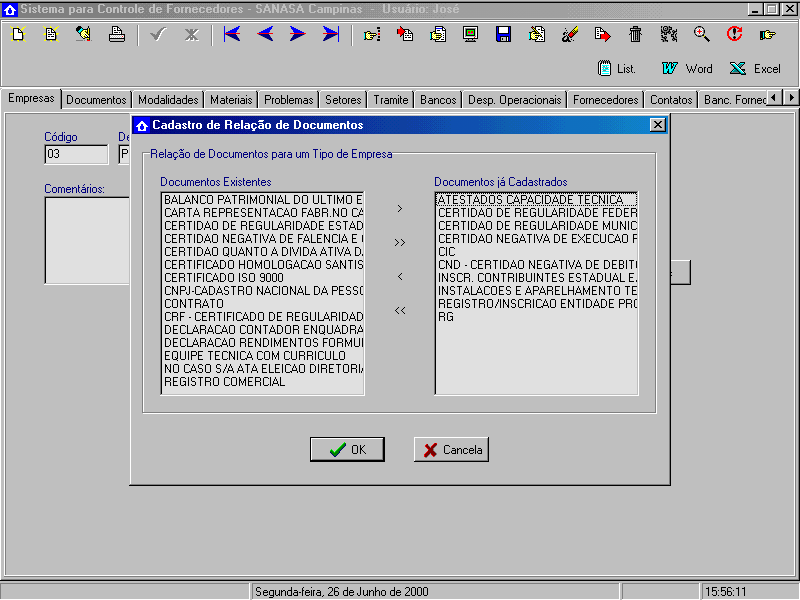 Sistema para Controle de Fornecedores - SANASA Campinas - Usuário: José
List.
Word
Excel
Empresas
Documentos
Modalidades
Materiais
Problemas
Setores
Tramite
Bancos
Desp. Operacionais
Fornecedores
Contatos
Banc. Fornec
Cadastro de Relação de Documentos
Código
De
03
P
Comentários:
Relação de Documentos para um Tipo de Empresa
Documentos Existentes
BALANCO PATRIMONIAL DO ULTIMO E
CARTA REPRESENTACAO FABR.NO CA
CERTIDAO DE REGULARIDADE ESTAD
CERTIDAO NEGATIVA DE FALENCIA E
CERTIDAO QUANTO A DIVIDA ATIVA D
CERTIFICADO HOMOLOGACAO SANTIS
CERTIFICADO ISO 9000
CNPJ-CADASTRO NACIONAL DA PESSO
CONTRATO
CRF - CERTIFICADO DE REGULARIDAD
DECLARACAO CONTADOR ENQUADRA
DECLARACAO RENDIMENTOS FORMUI
EQUIPE TECNICA COM CURRICULO
NO CASO S/A ATA ELEICAO DIRETORIA
REGISTRO COMERCIAL
>
>>
<
<<
Documentos já Cadastrados
ATESTADOS CAPACIDADE TECNICA
CERTIDAO DE REGULARIDADE FEDER
CERTIDAO DE REGULARIDADE MUNIC
CERTIDAO NEGATIVA DE EXECUCAO F
CIC
CND - CERTIDAO NEGATIVA DE DEBIT
INSCR. CONTRIBUINTES ESTADUAL E
INSTALACOES E APARELHAMENTO TE
REGISTRO/INSCRICAO ENTIDADE PRO
RG
OK
Cancela
Segunda-feira, 26 de Junho de 2000
15:56:11